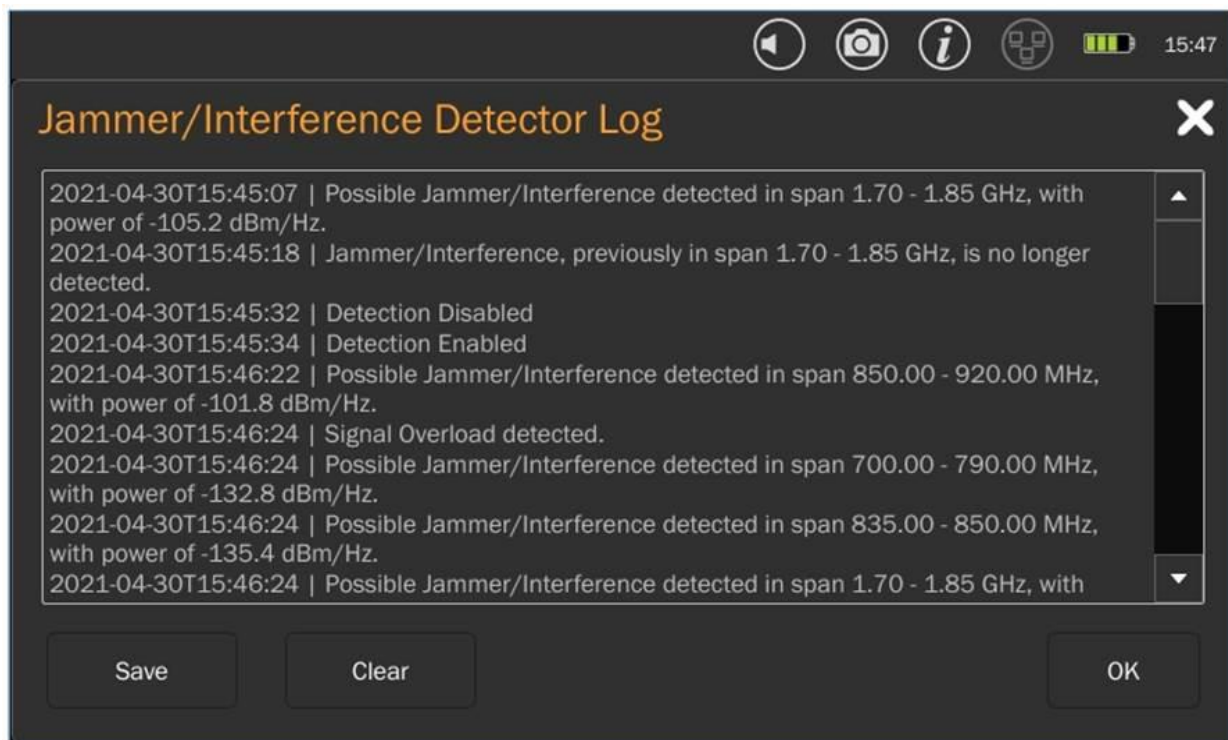 15:47
Jammer/Interference Detector Log
2021-04-30T15:45:07 | Possible Jammer/Interference detected in span 1.70 - 1.85 GHz, with
power of -105.2 dBm/Hz.
2021-04-30T15:45:18 | Jammer/Interference, previously in span 1.70 - 1.85 GHz, is no longer
detected.
2021-04-30T15:45:32 | Detection Disabled
2021-04-30T15:45:34 | Detection Enabled
2021-04-30T15:46:22 | Possible Jammer/Interference detected in span 850.00 - 920.00 MHz,
with power of -101.8 dBm/Hz.
2021-04-30T15:46:24 | Signal Overload detected.
2021-04-30T15:46:24 | Possible Jammer/Interference detected in span 700.00 - 790.00 MHz,
with power of -132.8 dBm/Hz.
2021-04-30T15:46:24 | Possible Jammer/Interference detected in span 835.00 - 850.00 MHz,
with power of -135.4 dBm/Hz.
2021-04-30T15:46:24 | Possible Jammer/Interference detected in span 1.70 - 1.85 GHz, with
Save Clear OK